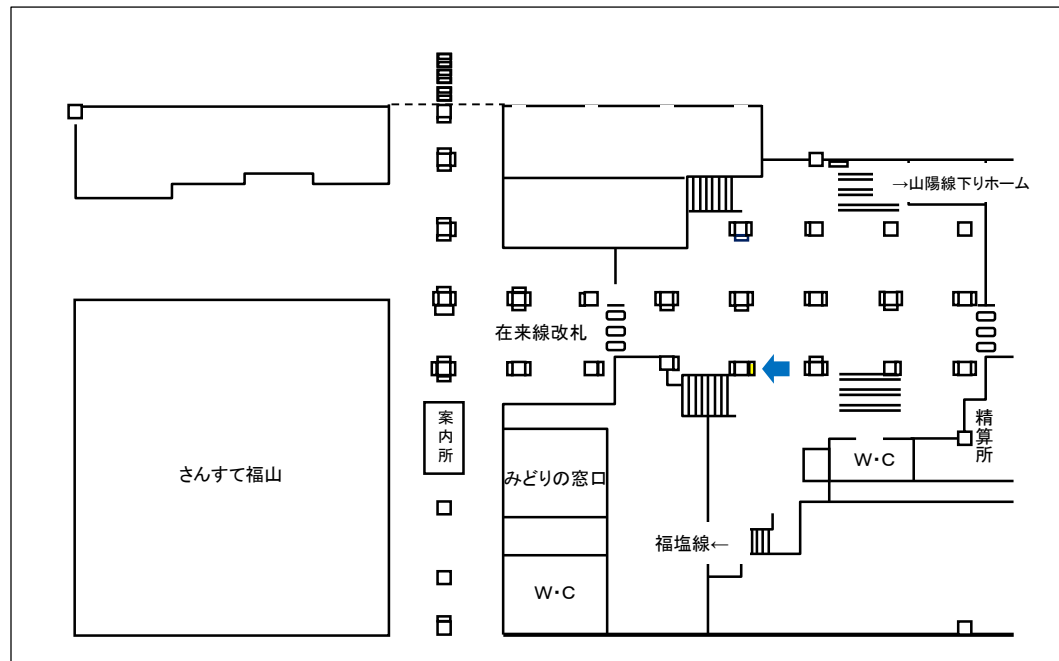 →山陽線下りホーム
在来線改札
案内所
精算所
W・C
さんすて福山
みどりの窓口
福塩線←
W・C